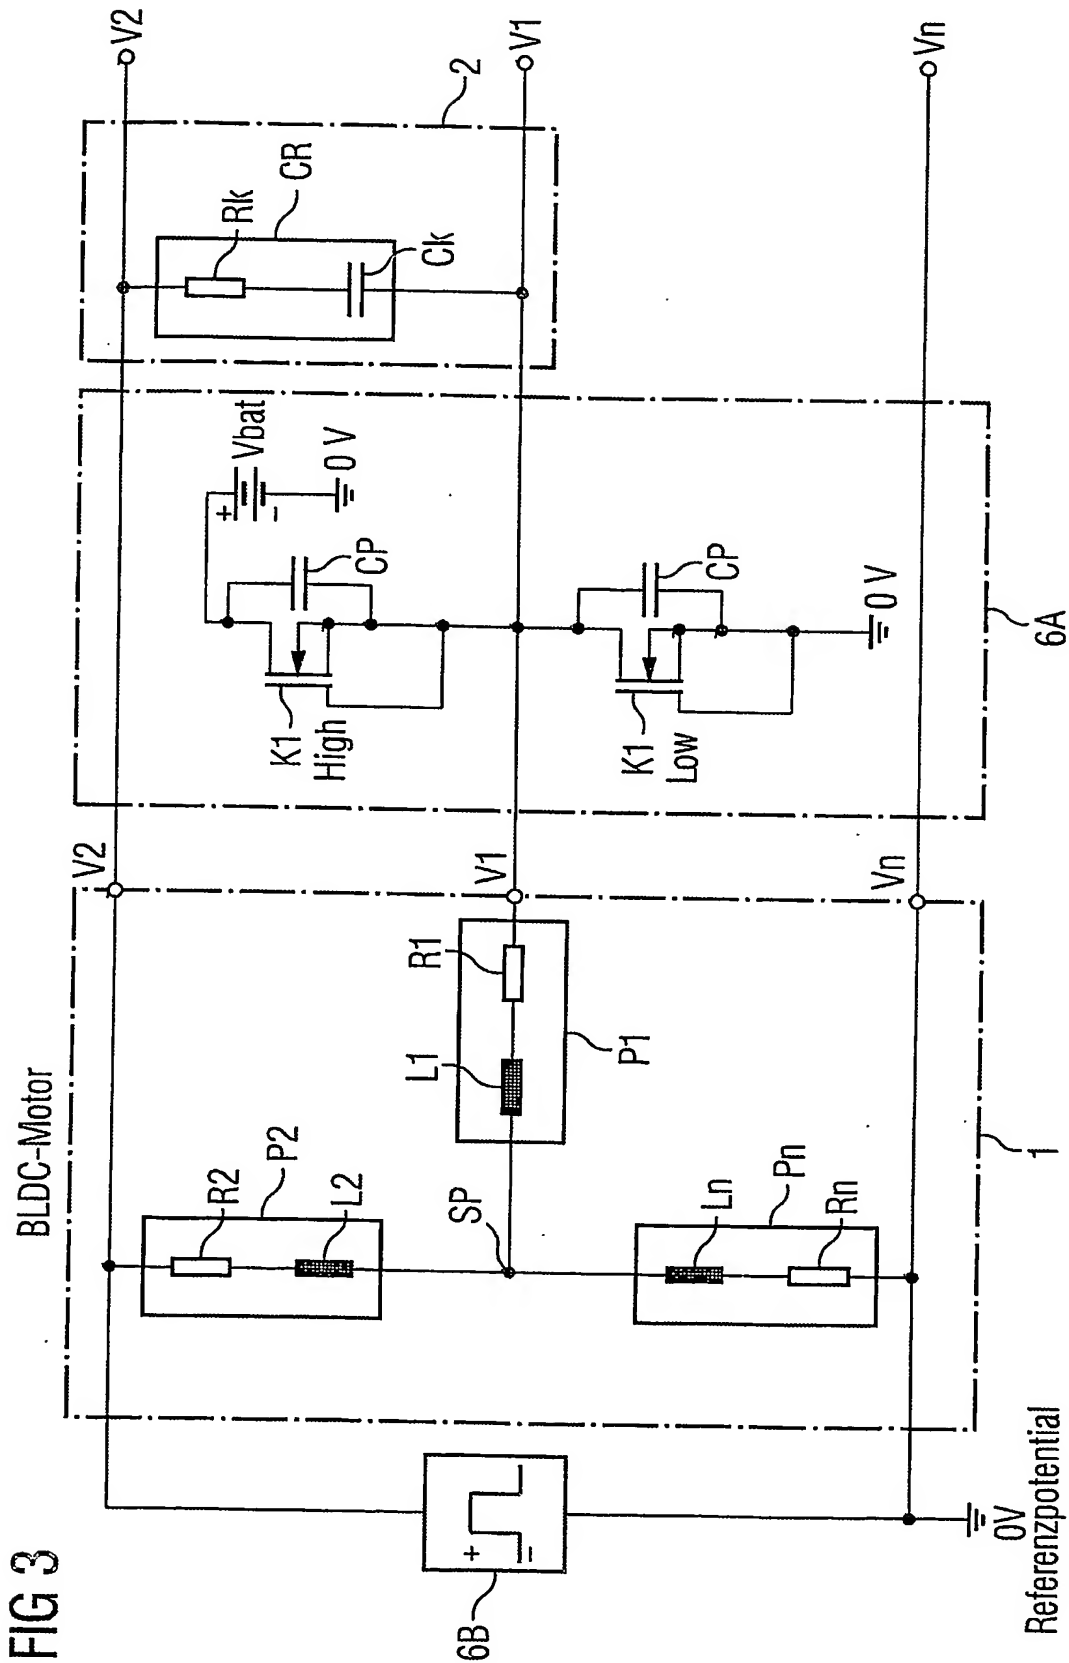 FIG 3
BLDC-Motor
V2
V2
2
Rk
CR
Ck
+
Vbat
-
0 V
CP
K1
High
V1
V1
CP
K1
Low
0 V
6A
R1
L1
P1
P2
R2
L2
SP
Ln
Pn
Rn
Vn
Vn
1
6B
+
-
0V
Referenzpotential